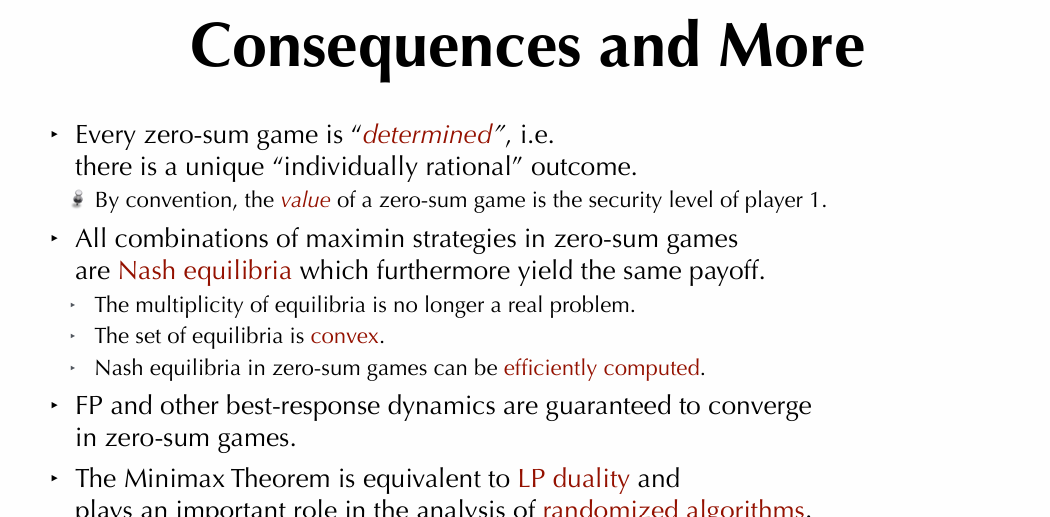 Consequences and More
‣ Every zero-sum game is “determined”, i.e.
there is a unique “individually rational” outcome.
By convention, the value of a zero-sum game is the security level of player 1.
‣ All combinations of maximin strategies in zero-sum games
are Nash equilibria which furthermore yield the same payoff.
‣ The multiplicity of equilibria is no longer a real problem.
‣ The set of equilibria is convex.
‣ Nash equilibria in zero-sum games can be efficiently computed.
‣ FP and other best-response dynamics are guaranteed to converge
in zero-sum games.
‣ The Minimax Theorem is equivalent to LP duality and
plays an important role in the analysis of randomized algorithms.